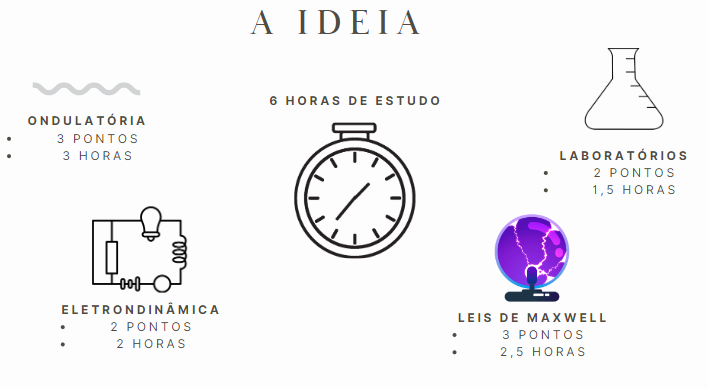 A IDEIA
6 HORAS DE ESTUDO
ONDULATÓRIA
• 3 PONTOS
• 3 HORAS
LABORATÓRIOS
• 2 PONTOS
• 1,5 HORAS
ELETRONDINÂMICA
• 2 PONTOS
• 2 HORAS
LEIS DE MAXWELL
• 3 PONTOS
• 2,5 HORAS